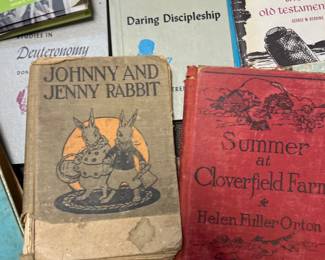 STUDIES IN
Deuteronomy
Daring Discipleship
old testament
JOHNNY AND
JENNY RABBIT
Summer
at
Cloverfield Farm
Helen Fuller Orton